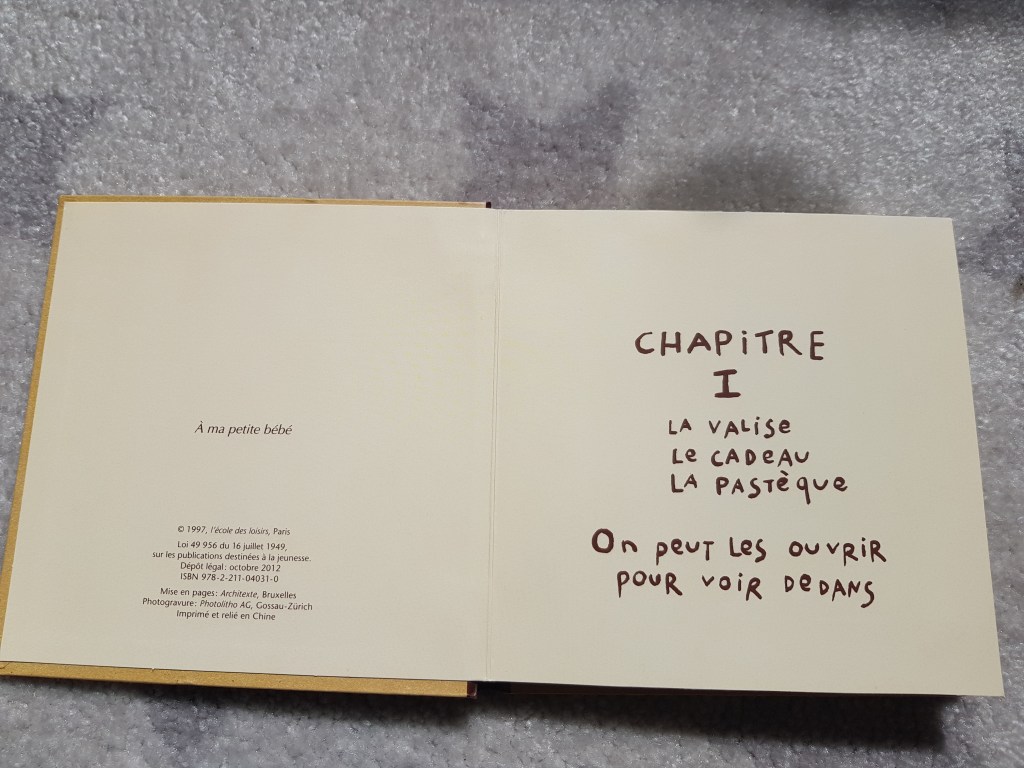 À ma petite bébé
© 1997, l'école des loisirs, Paris
Loi 49 956 du 16 juillet 1949,
sur les publications destinées à la jeunesse.
Dépôt légal : octobre 2012
ISBN 978-2-211-04031-0
Mise en pages : Architexte, Bruxelles
Photogravure : Photolitho AG, Gossau-Zürich
Imprimé et relié en Chine
CHAPiTRE
I
LA VALise
Le CADeAU
LA PASTèque
On peuT Les ouvRiR
pouR voiR DeDANS